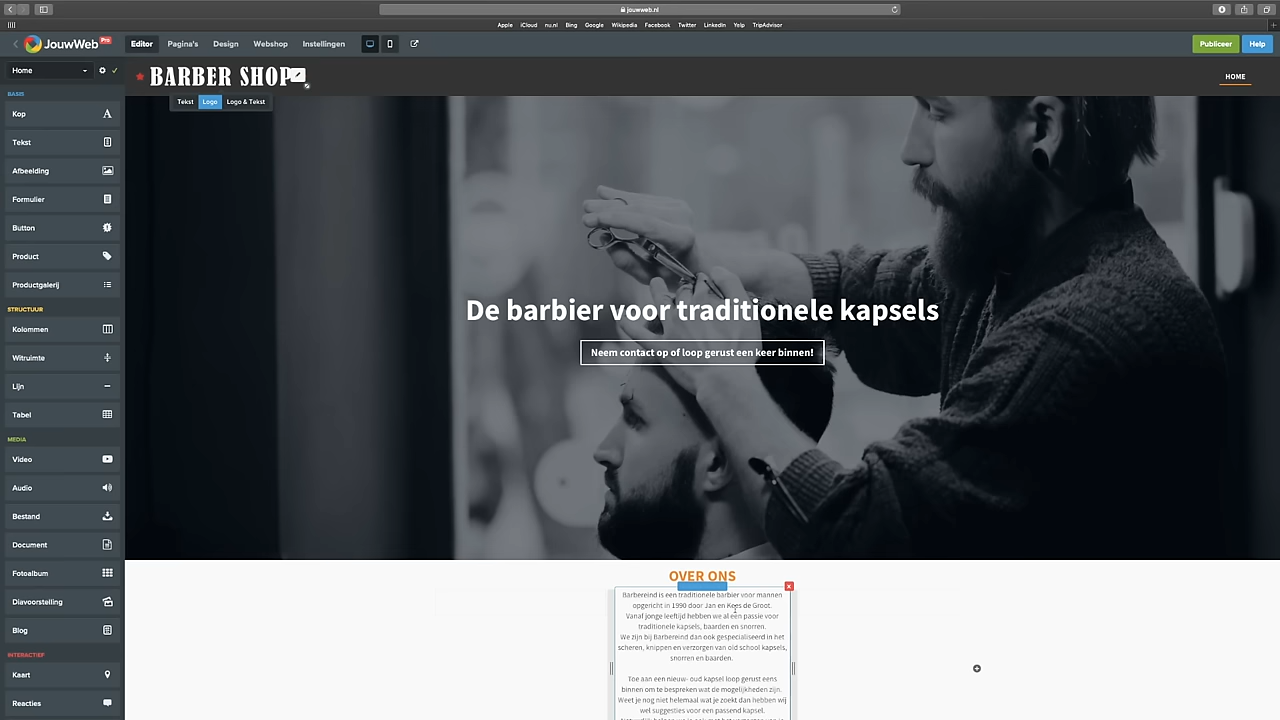 jouwweb.nl
Apple iCloud nu.nl Bing Google Wikipedia Facebook Twitter LinkedIn Yelp TripAdvisor
JouwWeb Pro Editor Pagina's Design Webshop Instellingen Publiceer Help
Home
BARBER SHOP
HOME
Tekst Logo Logo & Tekst
BASIS
Kop
Tekst
Afbeelding
Formulier
Button
Product
Productgalerij
STRUCTUUR
Kolommen
Witruimte
Lijn
Tabel
MEDIA
Video
Audio
Bestand
Document
Fotoalbum
Diavoorstelling
Blog
INTERACTIEF
Kaart
Reacties
De barbier voor traditionele kapsels
Neem contact op of loop gerust een keer binnen!
OVER ONS
Barbereind is een traditionele barbier voor mannen
opgericht in 1990 door Jan en Kees de Groot.
Vanaf jonge leeftijd hebben we al een passie voor
traditionele kapsels, baarden en snorren.
We zijn bij Barbereind dan ook gespecialiseerd in het
scheren, knippen en verzorgen van old school kapsels,
snorren en baarden.
Toe aan een nieuw- oud kapsel loop gerust eens
binnen om te bespreken wat de mogelijkheden zijn.
Weet je nog niet helemaal wat je zoekt dan hebben wij
wel suggesties voor een passend kapsel.